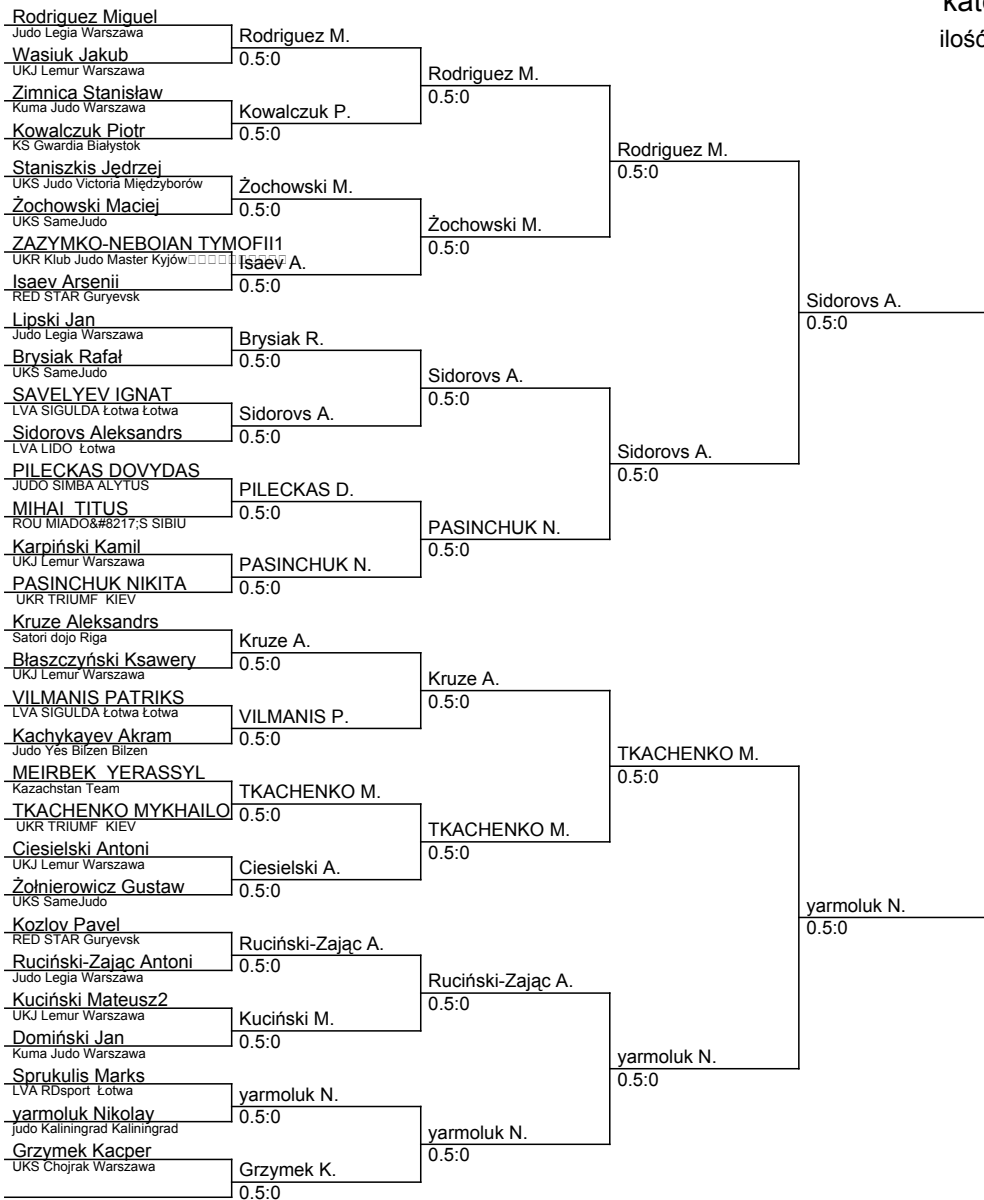 kate
ilość
Rodriguez Miguel
Judo Legia Warszawa
Wasiuk Jakub
UKJ Lemur Warszawa
Zimnica Stanisław
Kuma Judo Warszawa
Kowalczuk Piotr
KS Gwardia Białystok
Staniszkis Jędrzej
UKS Judo Victoria Międzyborów
Żochowski Maciej
UKS SameJudo
ZAZYMKO-NEBOIAN TYMOFII1
UKR Klub Judo Master Kyjów
Isaev Arsenii
RED STAR Guryevsk
Lipski Jan
Judo Legia Warszawa
Brysiak Rafał
UKS SameJudo
SAVELYEV IGNAT
LVA SIGULDA Łotwa Łotwa
Sidorovs Aleksandrs
LVA LIDO Łotwa
PILECKAS DOVYDAS
JUDO SIMBA ALYTUS
MIHAI TITUS
ROU MIADO&#8217;S SIBIU
Karpiński Kamil
UKJ Lemur Warszawa
PASINCHUK NIKITA
UKR TRIUMF KIEV
Kruze Aleksandrs
Satori dojo Riga
Błaszczyński Ksawery
UKJ Lemur Warszawa
VILMANIS PATRIKS
LVA SIGULDA Łotwa Łotwa
Kachykayev Akram
Judo Yes Bilzen Bilzen
MEIRBEK YERASSYL
Kazachstan Team
TKACHENKO MYKHAILO
UKR TRIUMF KIEV
Ciesielski Antoni
UKJ Lemur Warszawa
Żołnierowicz Gustaw
UKS SameJudo
Kozlov Pavel
RED STAR Guryevsk
Ruciński-Zając Antoni
Judo Legia Warszawa
Kuciński Mateusz2
UKJ Lemur Warszawa
Domiński Jan
Kuma Judo Warszawa
Sprukulis Marks
LVA RDsport Łotwa
yarmoluk Nikolay
judo Kaliningrad Kaliningrad
Grzymek Kacper
UKS Chojrak Warszawa
Rodriguez M.
0.5:0
Kowalczuk P.
0.5:0
Żochowski M.
0.5:0
Isaev A.
0.5:0
Brysiak R.
0.5:0
Sidorovs A.
0.5:0
PILECKAS D.
0.5:0
PASINCHUK N.
0.5:0
Kruze A.
0.5:0
VILMANIS P.
0.5:0
TKACHENKO M.
0.5:0
Ciesielski A.
0.5:0
Ruciński-Zając A.
0.5:0
Kuciński M.
0.5:0
yarmoluk N.
0.5:0
Grzymek K.
0.5:0
Rodriguez M.
0.5:0
Żochowski M.
0.5:0
Sidorovs A.
0.5:0
PASINCHUK N.
0.5:0
Kruze A.
0.5:0
TKACHENKO M.
0.5:0
Ruciński-Zając A.
0.5:0
yarmoluk N.
0.5:0
Rodriguez M.
0.5:0
Sidorovs A.
0.5:0
TKACHENKO M.
0.5:0
yarmoluk N.
0.5:0
Sidorovs A.
0.5:0
yarmoluk N.
0.5:0